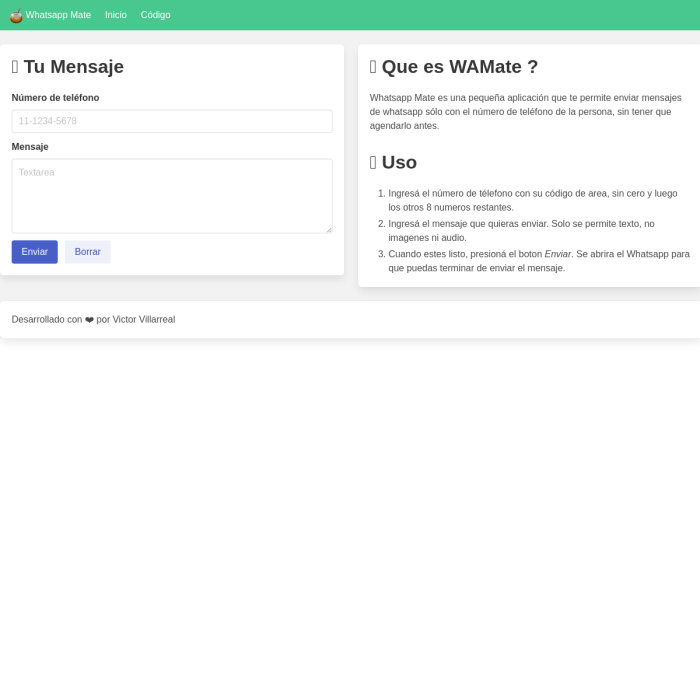 Whatsapp Mate Inicio Código
Tu Mensaje
Número de teléfono
11-1234-5678
Mensaje
Textarea
Enviar Borrar
Que es WAMate ?
Whatsapp Mate es una pequeña aplicación que te permite enviar mensajes
de whatsapp sólo con el número de teléfono de la persona, sin tener que
agendarlo antes.
Uso
1. Ingresá el número de télefono con su código de area, sin cero y luego
los otros 8 numeros restantes.
2. Ingresá el mensaje que quieras enviar. Solo se permite texto, no
imagenes ni audio.
3. Cuando estes listo, presioná el boton Enviar. Se abrira el Whatsapp para
que puedas terminar de enviar el mensaje.
Desarrollado con ❤ por Victor Villarreal